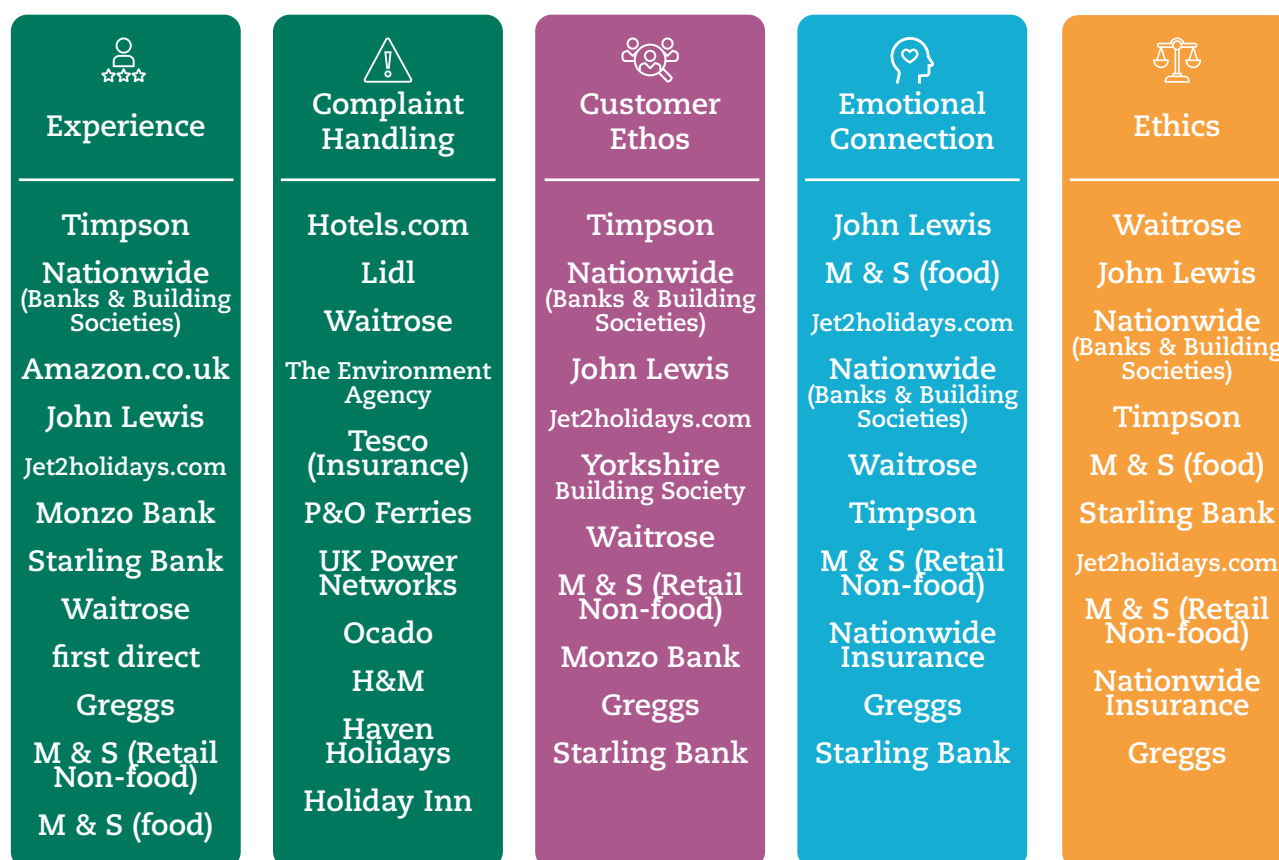 Experience
Timpson
Nationwide
(Banks & Building
Societies)
Amazon.co.uk
John Lewis
Jet2holidays.com
Monzo Bank
Starling Bank
Waitrose
first direct
Greggs
M & S (Retail
Non-food)
M & S (food)
Complaint
Handling
Hotels.com
Lidl
Waitrose
The Environment
Agency
Tesco
(Insurance)
P&O Ferries
UK Power
Networks
Ocado
H&M
Haven
Holidays
Holiday Inn
Customer
Ethos
Timpson
Nationwide
(Banks & Building
Societies)
John Lewis
Jet2holidays.com
Yorkshire
Building Society
Waitrose
M & S (Retail
Non-food)
Monzo Bank
Greggs
Starling Bank
Emotional
Connection
John Lewis
M & S (food)
Jet2holidays.com
Nationwide
(Banks & Building
Societies)
Waitrose
Timpson
M & S (Retail
Non-food)
Nationwide
Insurance
Greggs
Starling Bank
Ethics
Waitrose
John Lewis
Nationwide
(Banks & Building
Societies)
Timpson
M & S (food)
Starling Bank
Jet2holidays.com
M & S (Retail
Non-food)
Nationwide
Insurance
Greggs